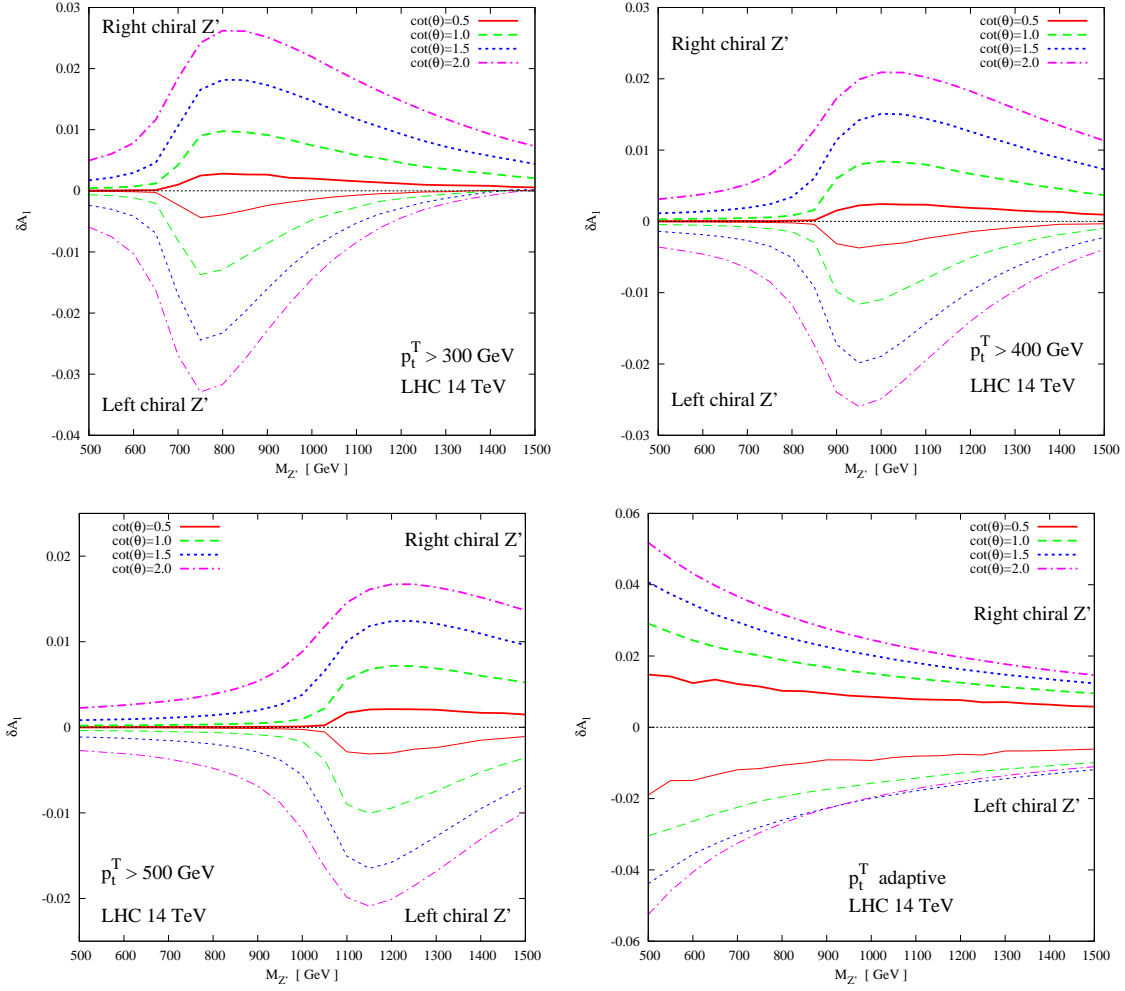 Right chiral Z'
cot(θ)=0.5
cot(θ)=1.0
cot(θ)=1.5
cot(θ)=2.0
0.03
0.02
0.01
0
-0.01
-0.02
-0.03
-0.04
δA_l
p_t^T > 300 GeV
LHC 14 TeV
Left chiral Z'
500 600 700 800 900 1000 1100 1200 1300 1400 1500
M_Z' [ GeV ]
cot(θ)=0.5
cot(θ)=1.0
cot(θ)=1.5
cot(θ)=2.0
Right chiral Z'
0.03
0.02
0.01
0
-0.01
-0.02
-0.03
δA_l
p_t^T > 400 GeV
LHC 14 TeV
Left chiral Z'
500 600 700 800 900 1000 1100 1200 1300 1400 1500
M_Z' [ GeV ]
cot(θ)=0.5
cot(θ)=1.0
cot(θ)=1.5
cot(θ)=2.0
Right chiral Z'
0.02
0.01
0
-0.01
-0.02
δA_l
p_t^T > 500 GeV
LHC 14 TeV
Left chiral Z'
500 600 700 800 900 1000 1100 1200 1300 1400 1500
M_Z' [ GeV ]
cot(θ)=0.5
cot(θ)=1.0
cot(θ)=1.5
cot(θ)=2.0
Right chiral Z'
0.06
0.04
0.02
0
-0.02
-0.04
-0.06
δA_l
Left chiral Z'
p_t^T adaptive
LHC 14 TeV
500 600 700 800 900 1000 1100 1200 1300 1400 1500
M_Z' [ GeV ]